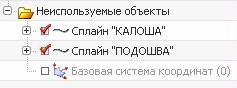 Неиспользуемые объекты
Сплайн "КАЛОША"
Сплайн "ПОДОШВА"
Базовая система координат (0)